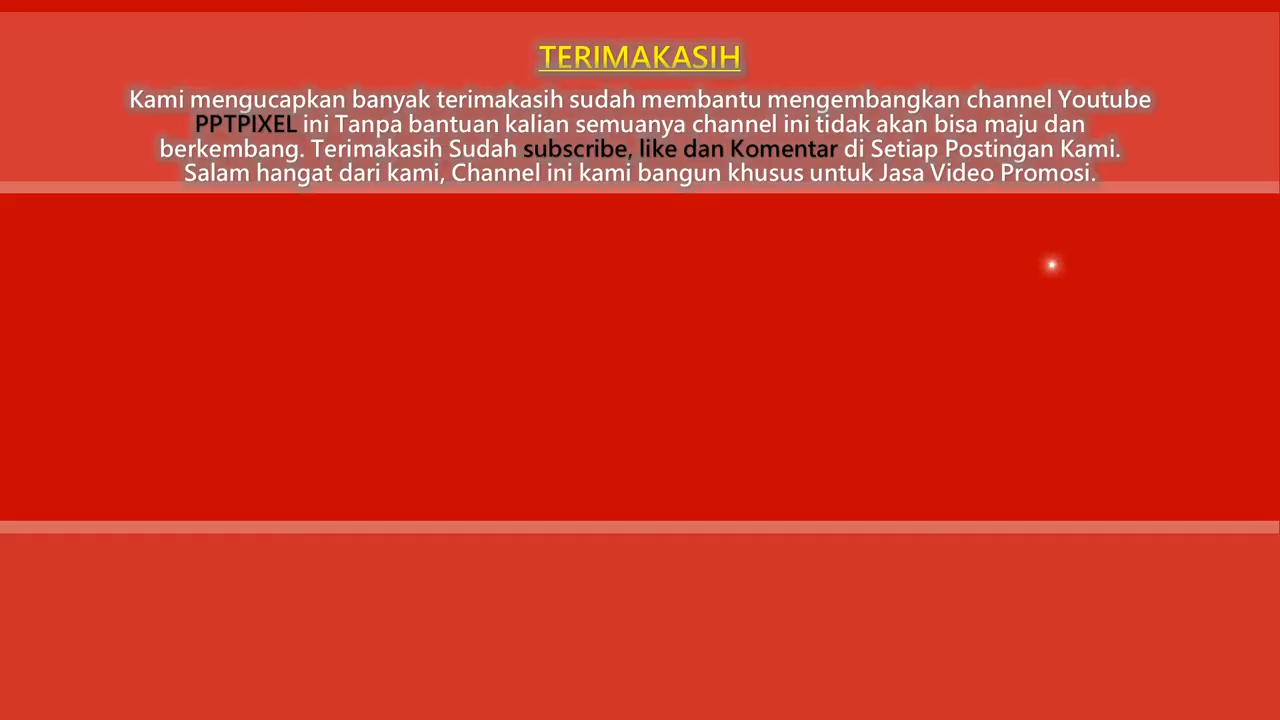 TERIMAKASIH
Kami mengucapkan banyak terimakasih sudah membantu mengembangkan channel Youtube
PPTPIXEL ini Tanpa bantuan kalian semuanya channel ini tidak akan bisa maju dan
berkembang. Terimakasih Sudah subscribe, like dan Komentar di Setiap Postingan Kami.
Salam hangat dari kami, Channel ini kami bangun khusus untuk Jasa Video Promosi.